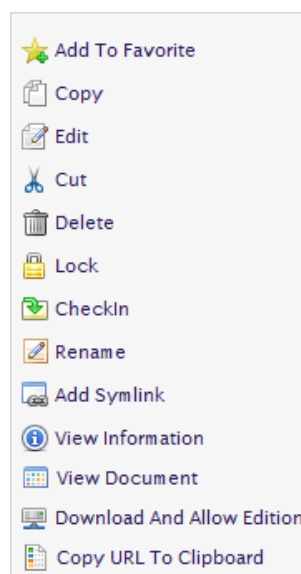 Add To Favorite
Copy
Edit
Cut
Delete
Lock
CheckIn
Rename
Add Symlink
View Information
View Document
Download And Allow Edition
Copy URL To Clipboard